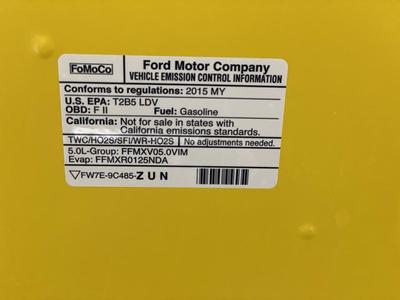 FoMoCo
Ford Motor Company
VEHICLE EMISSION CONTROL INFORMATION
Conforms to regulations: 2015 MY
U.S. EPA: T2B5 LDV
OBD: F II Fuel: Gasoline
California: Not for sale in states with
California emissions standards.
TWC/HO2S/SFI/WR-HO2S No adjustments needed.
5.0L-Group: FFMXV05.0VIM
Evap: FFMXR0125NDA
▽FW7E-9C485-ZUN